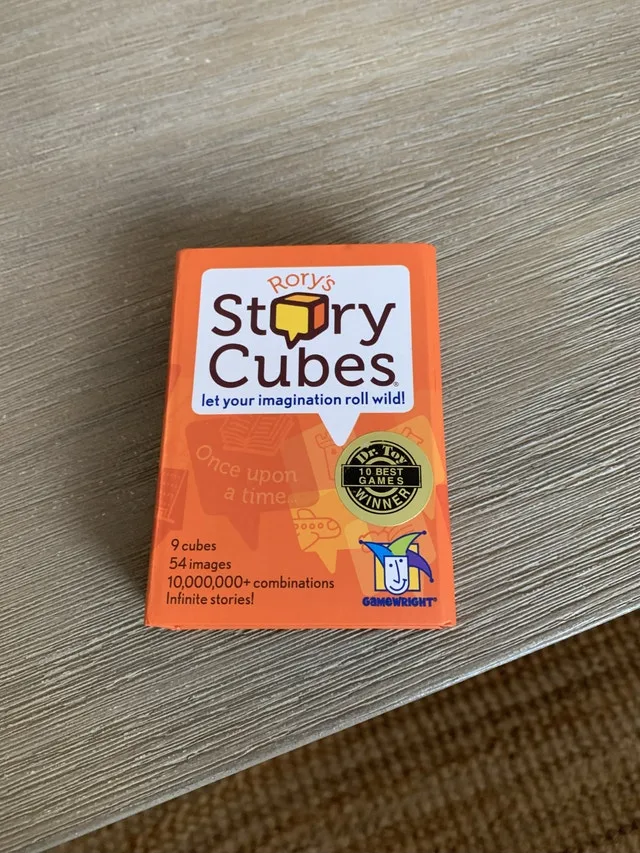 Rory's
Story
Cubes®
let your imagination roll wild!
Once upon
a time...
Dr. Toy
10 BEST
GAMES
WINNER
9 cubes
54 images
10,000,000+ combinations
Infinite stories!
GAMEWRIGHT®